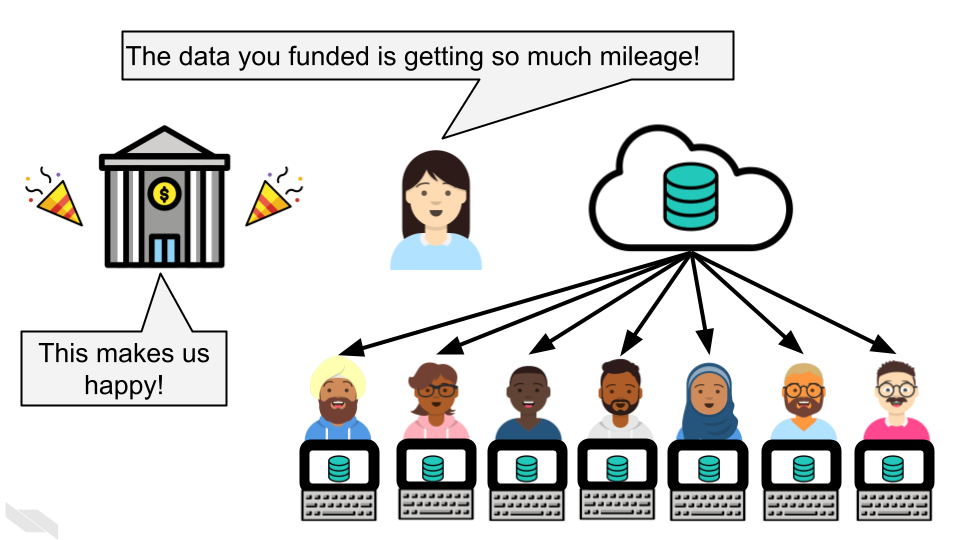 The data you funded is getting so much mileage!
$
This makes us
happy!